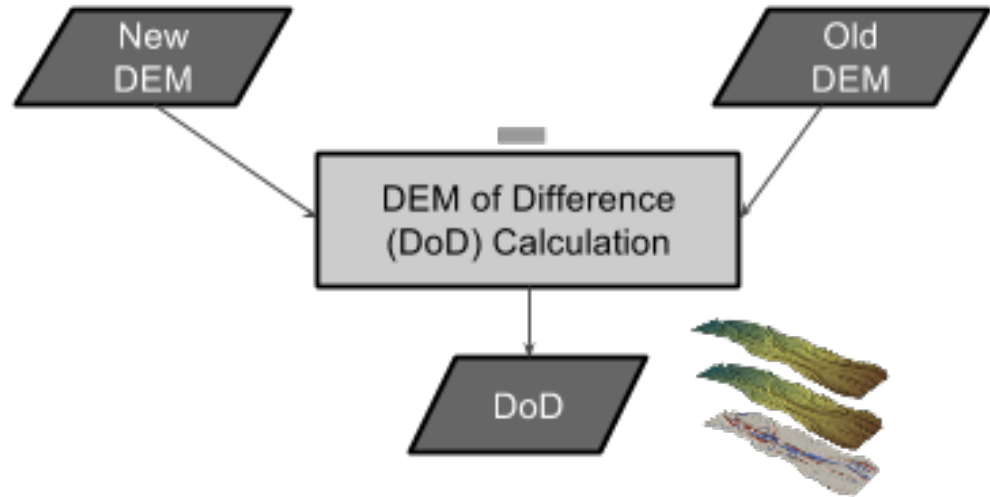 New
DEM
Old
DEM
DEM of Difference
(DoD) Calculation
DoD